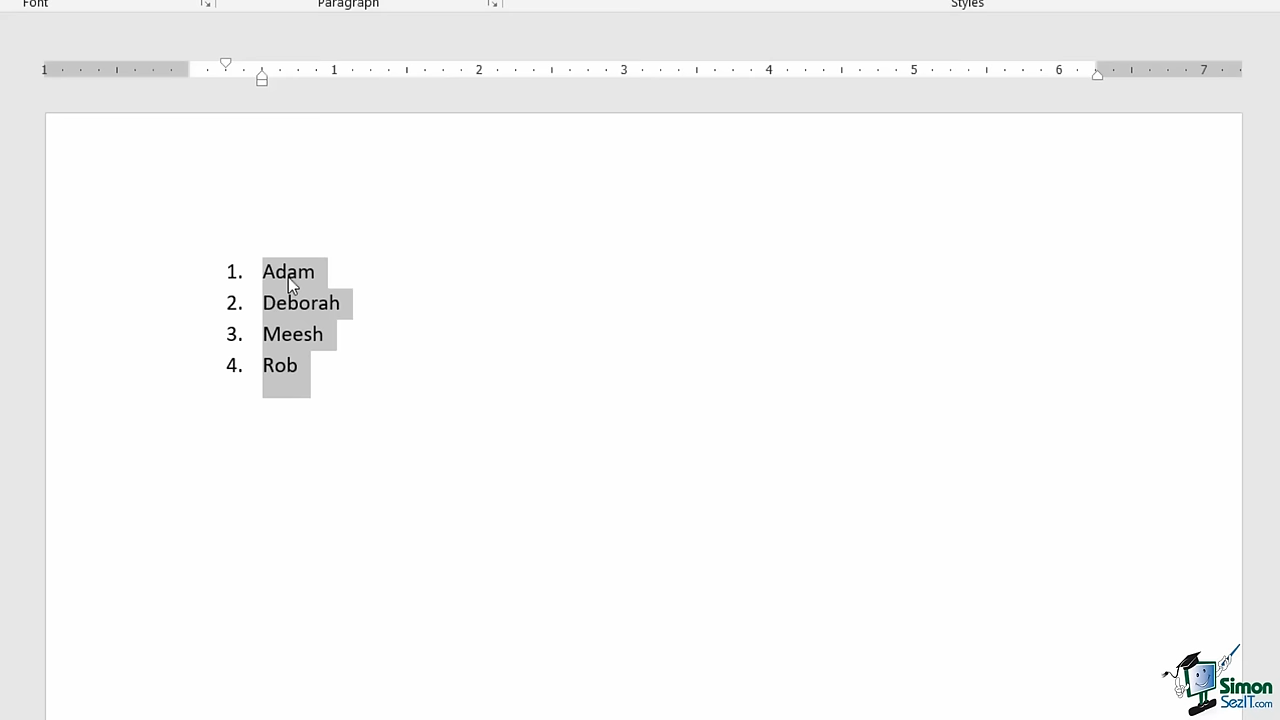 Font Paragraph Styles
1 1 2 3 4 5 6 7
1. Adam
2. Deborah
3. Meesh
4. Rob
Simon
SezIT.com